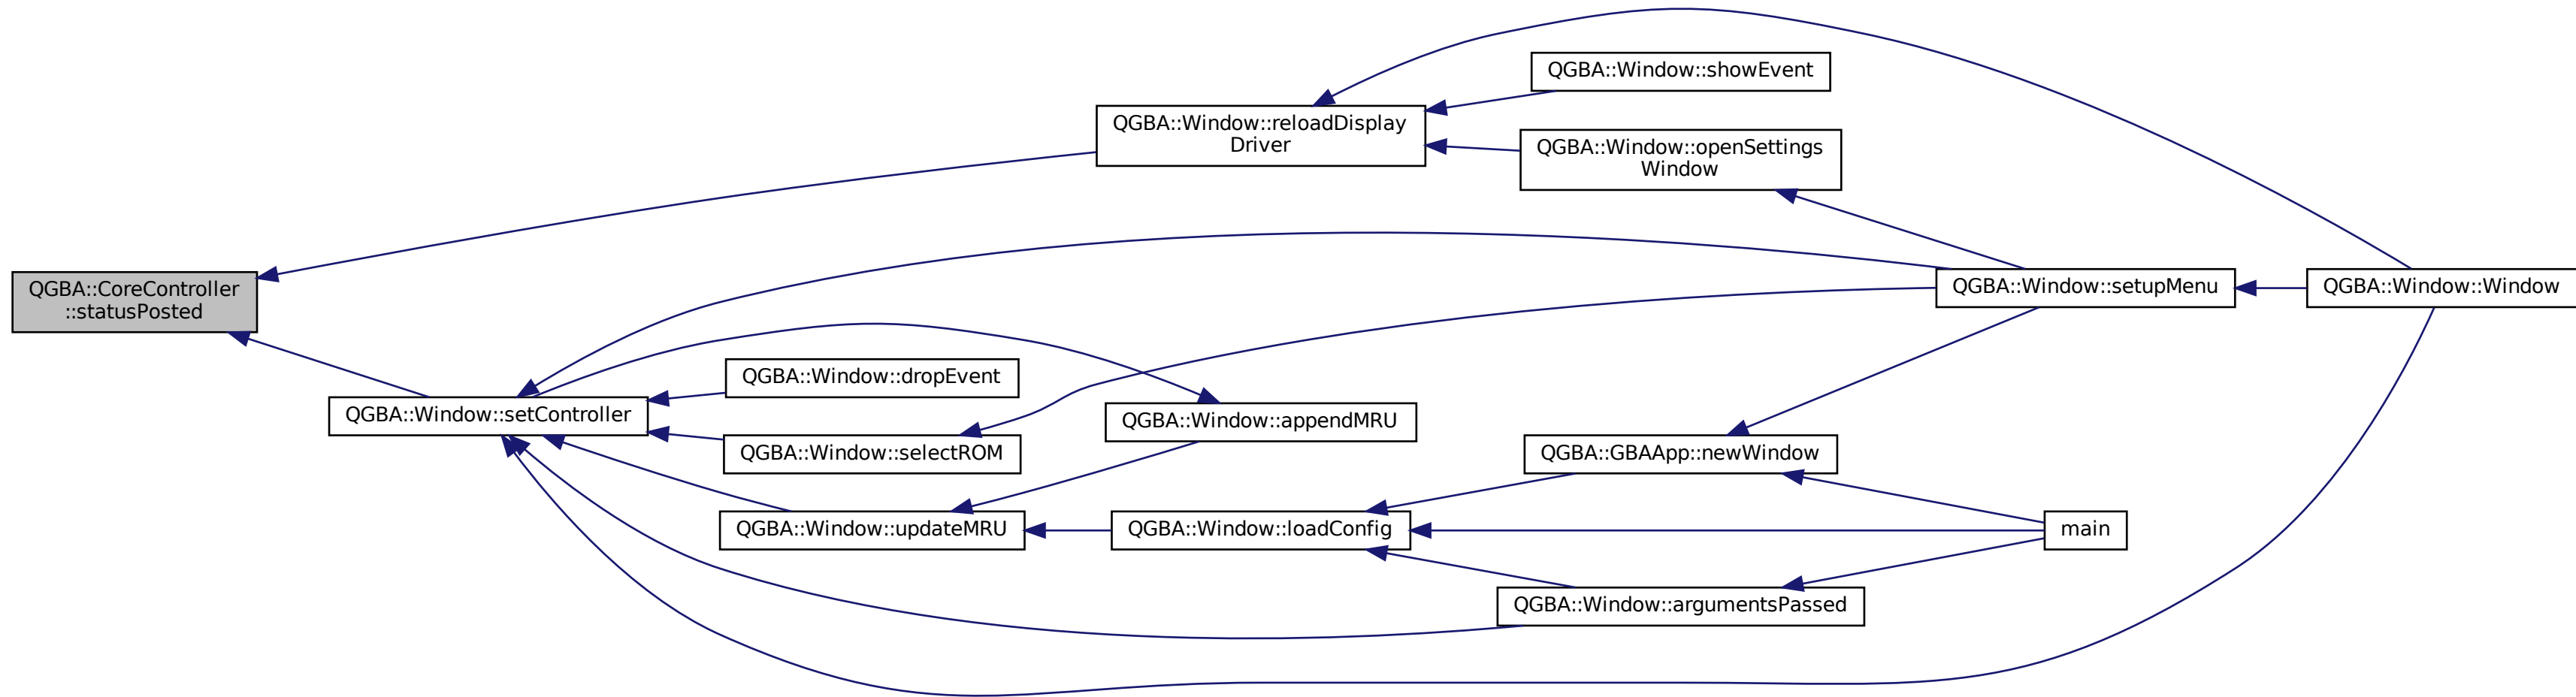 QGBA::CoreController
::statusPosted
QGBA::Window::reloadDisplay
Driver
QGBA::Window::showEvent
QGBA::Window::openSettings
Window
QGBA::Window::setupMenu
QGBA::Window::Window
QGBA::Window::setController
QGBA::Window::dropEvent
QGBA::Window::selectROM
QGBA::Window::updateMRU
QGBA::Window::appendMRU
QGBA::Window::loadConfig
QGBA::GBAApp::newWindow
QGBA::Window::argumentsPassed
main